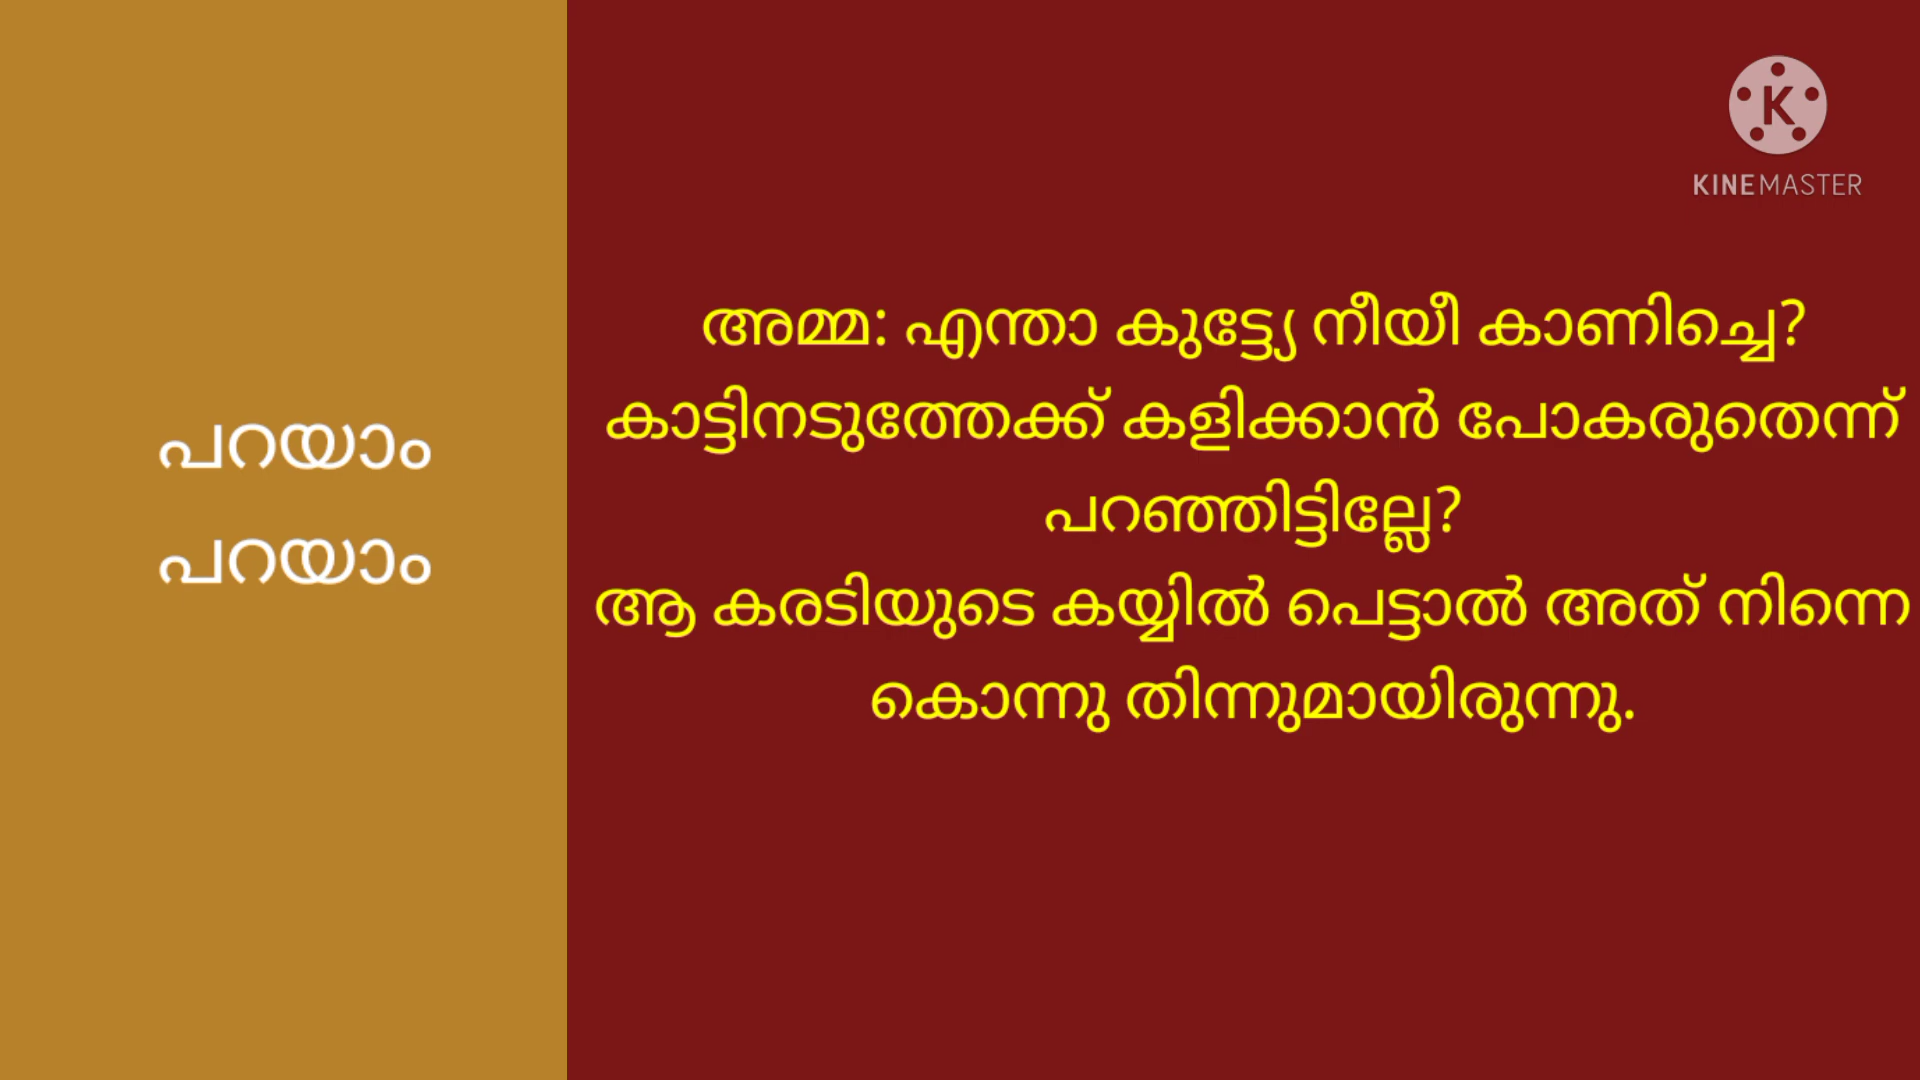 പറയാം
പറയാം
KINEMASTER
അമ്മ: എന്താ കുട്ട്യേ നീയീ കാണിച്ചെ?
കാട്ടിനടുത്തേക്ക് കളിക്കാൻ പോകരുതെന്ന്
പറഞ്ഞിട്ടില്ലേ?
ആ കരടിയുടെ കയ്യിൽ പെട്ടാൽ അത് നിന്നെ
കൊന്നു തിന്നുമായിരുന്നു.